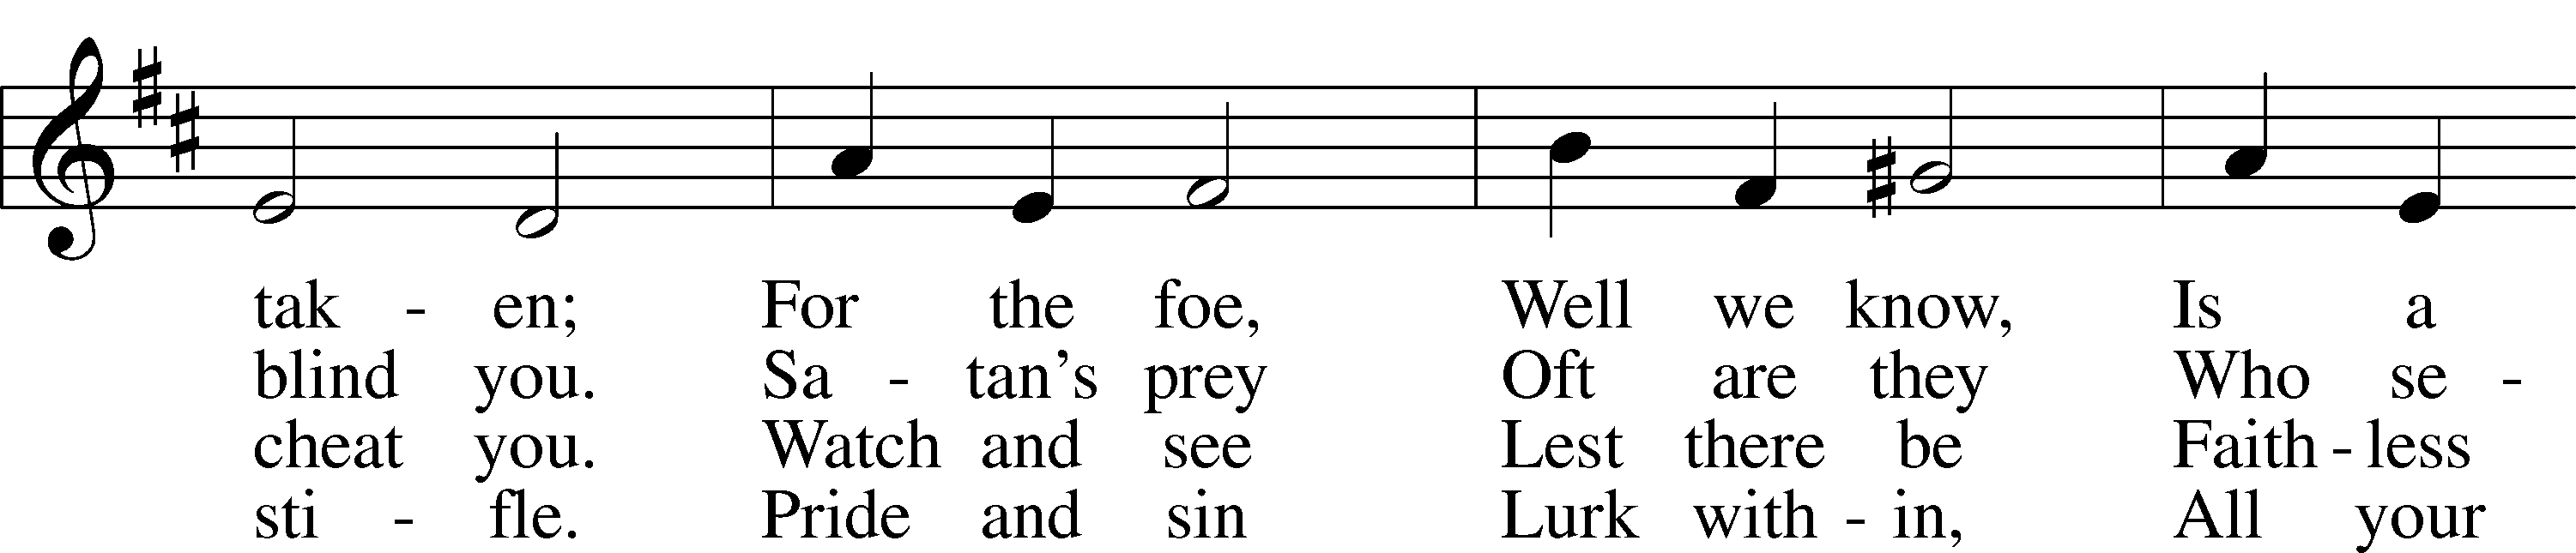 tak - en; For the foe, Well we know, Is a
blind you. Sa - tan's prey Oft are they Who se -
cheat you. Watch and see Lest there be Faith - less
sti - fle. Pride and sin Lurk with - in, All your